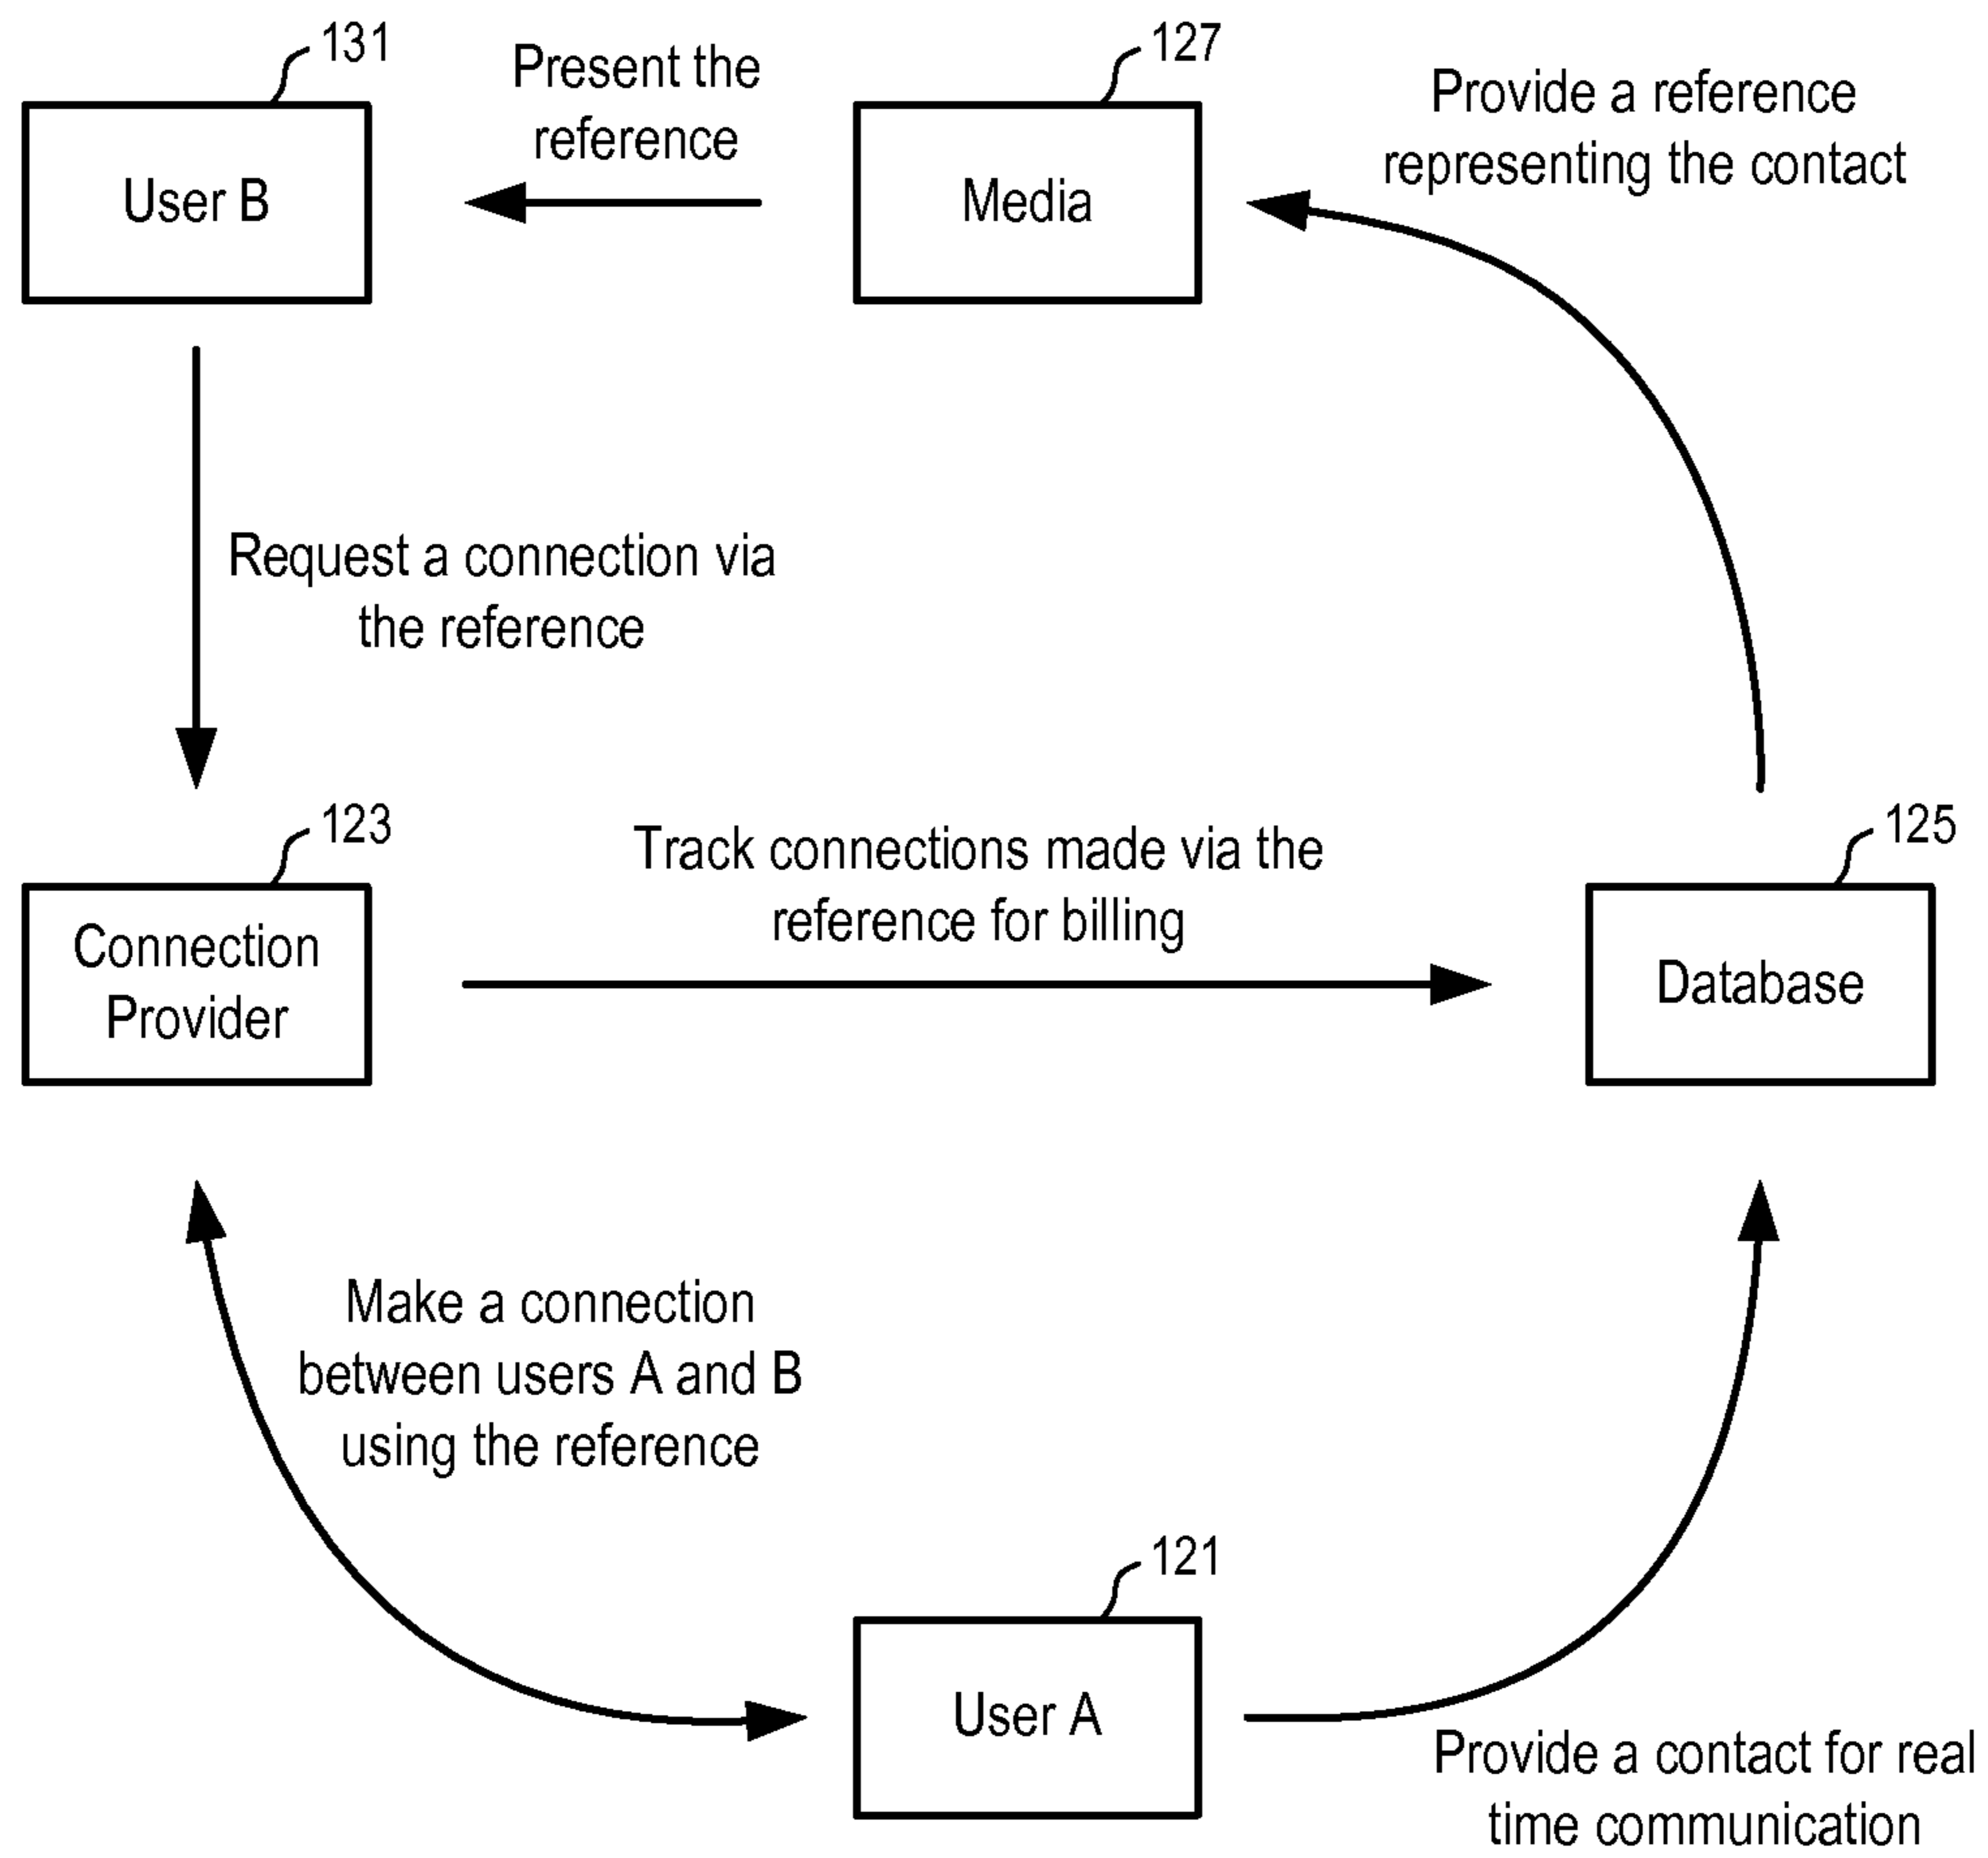 131
Present the
reference
127
Provide a reference
representing the contact
User B
Media
Request a connection via
the reference
123
Track connections made via the
reference for billing
125
Connection
Provider
Database
Make a connection
between users A and B
using the reference
121
User A
Provide a contact for real
time communication